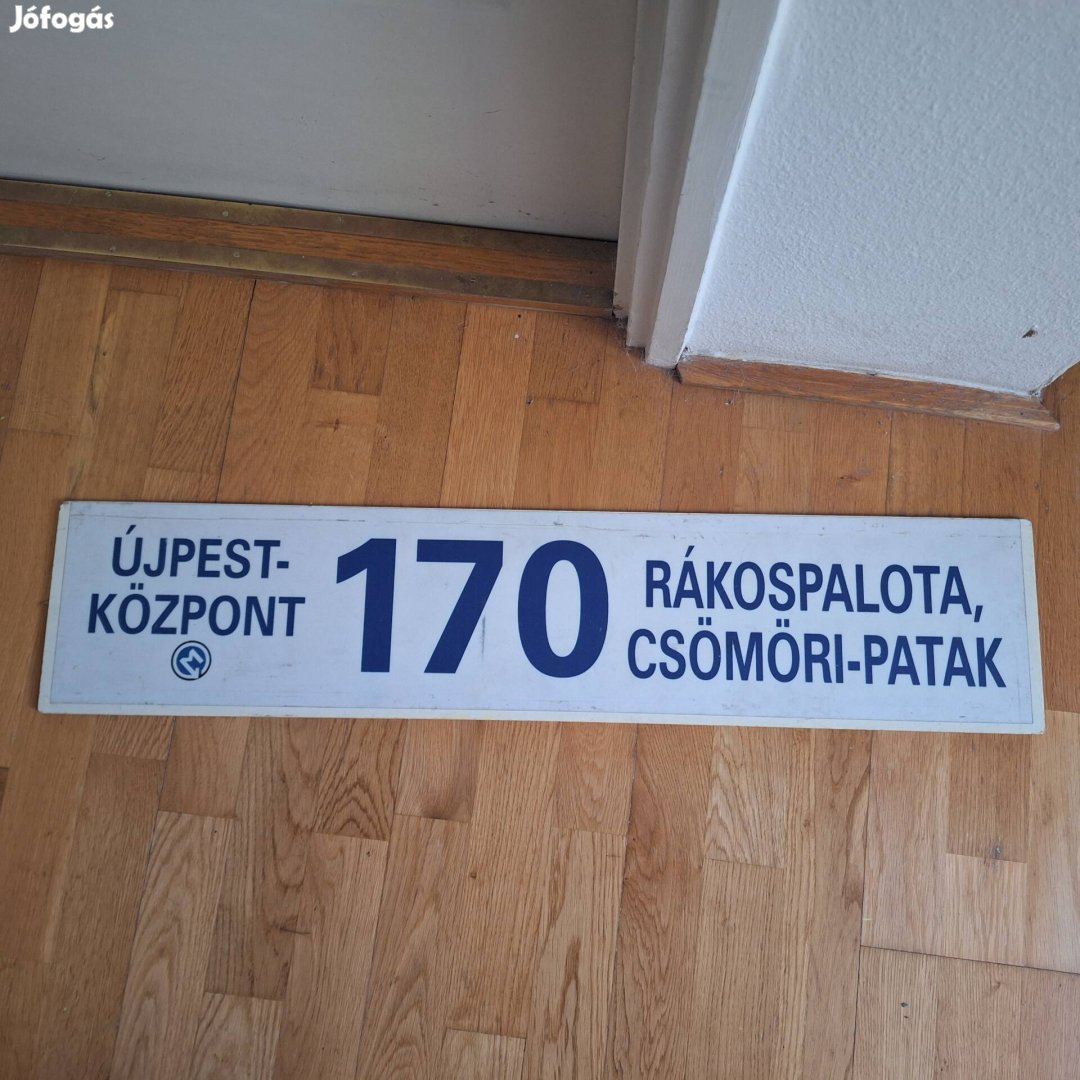 Jófogás
ÚJPEST-
KÖZPONT
170
RÁKOSPALOTA,
CSÖMÖRI-PATAK